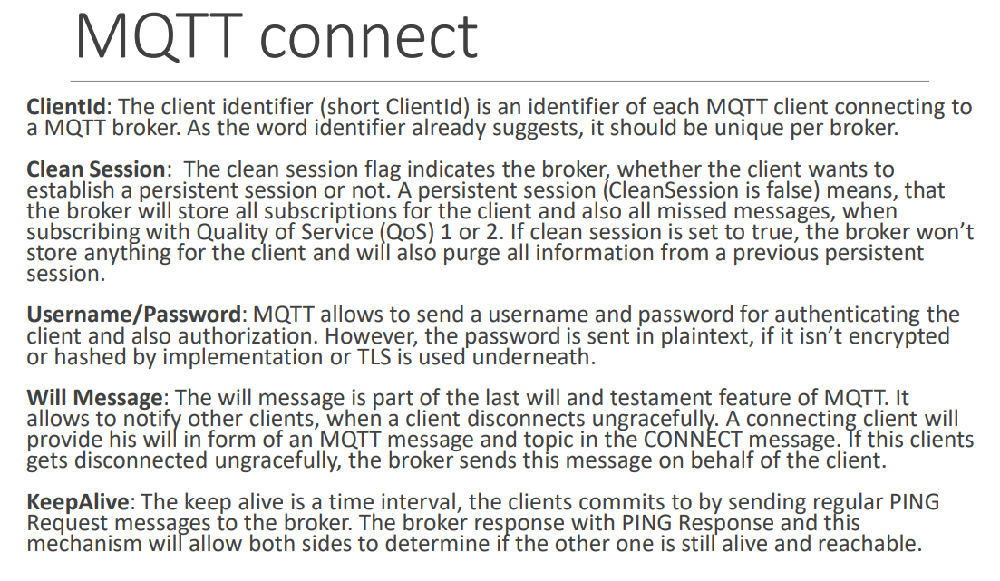 MQTT connect
ClientId: The client identifier (short ClientId) is an identifier of each MQTT client connecting to
a MQTT broker. As the word identifier already suggests, it should be unique per broker.
Clean Session:  The clean session flag indicates the broker, whether the client wants to
establish a persistent session or not. A persistent session (CleanSession is false) means, that
the broker will store all subscriptions for the client and also all missed messages, when
subscribing with Quality of Service (QoS) 1 or 2. If clean session is set to true, the broker won’t
store anything for the client and will also purge all information from a previous persistent
session.
Username/Password: MQTT allows to send a username and password for authenticating the
client and also authorization. However, the password is sent in plaintext, if it isn’t encrypted
or hashed by implementation or TLS is used underneath.
Will Message: The will message is part of the last will and testament feature of MQTT. It
allows to notify other clients, when a client disconnects ungracefully. A connecting client will
provide his will in form of an MQTT message and topic in the CONNECT message. If this clients
gets disconnected ungracefully, the broker sends this message on behalf of the client.
KeepAlive: The keep alive is a time interval, the clients commits to by sending regular PING
Request messages to the broker. The broker response with PING Response and this
mechanism will allow both sides to determine if the other one is still alive and reachable.